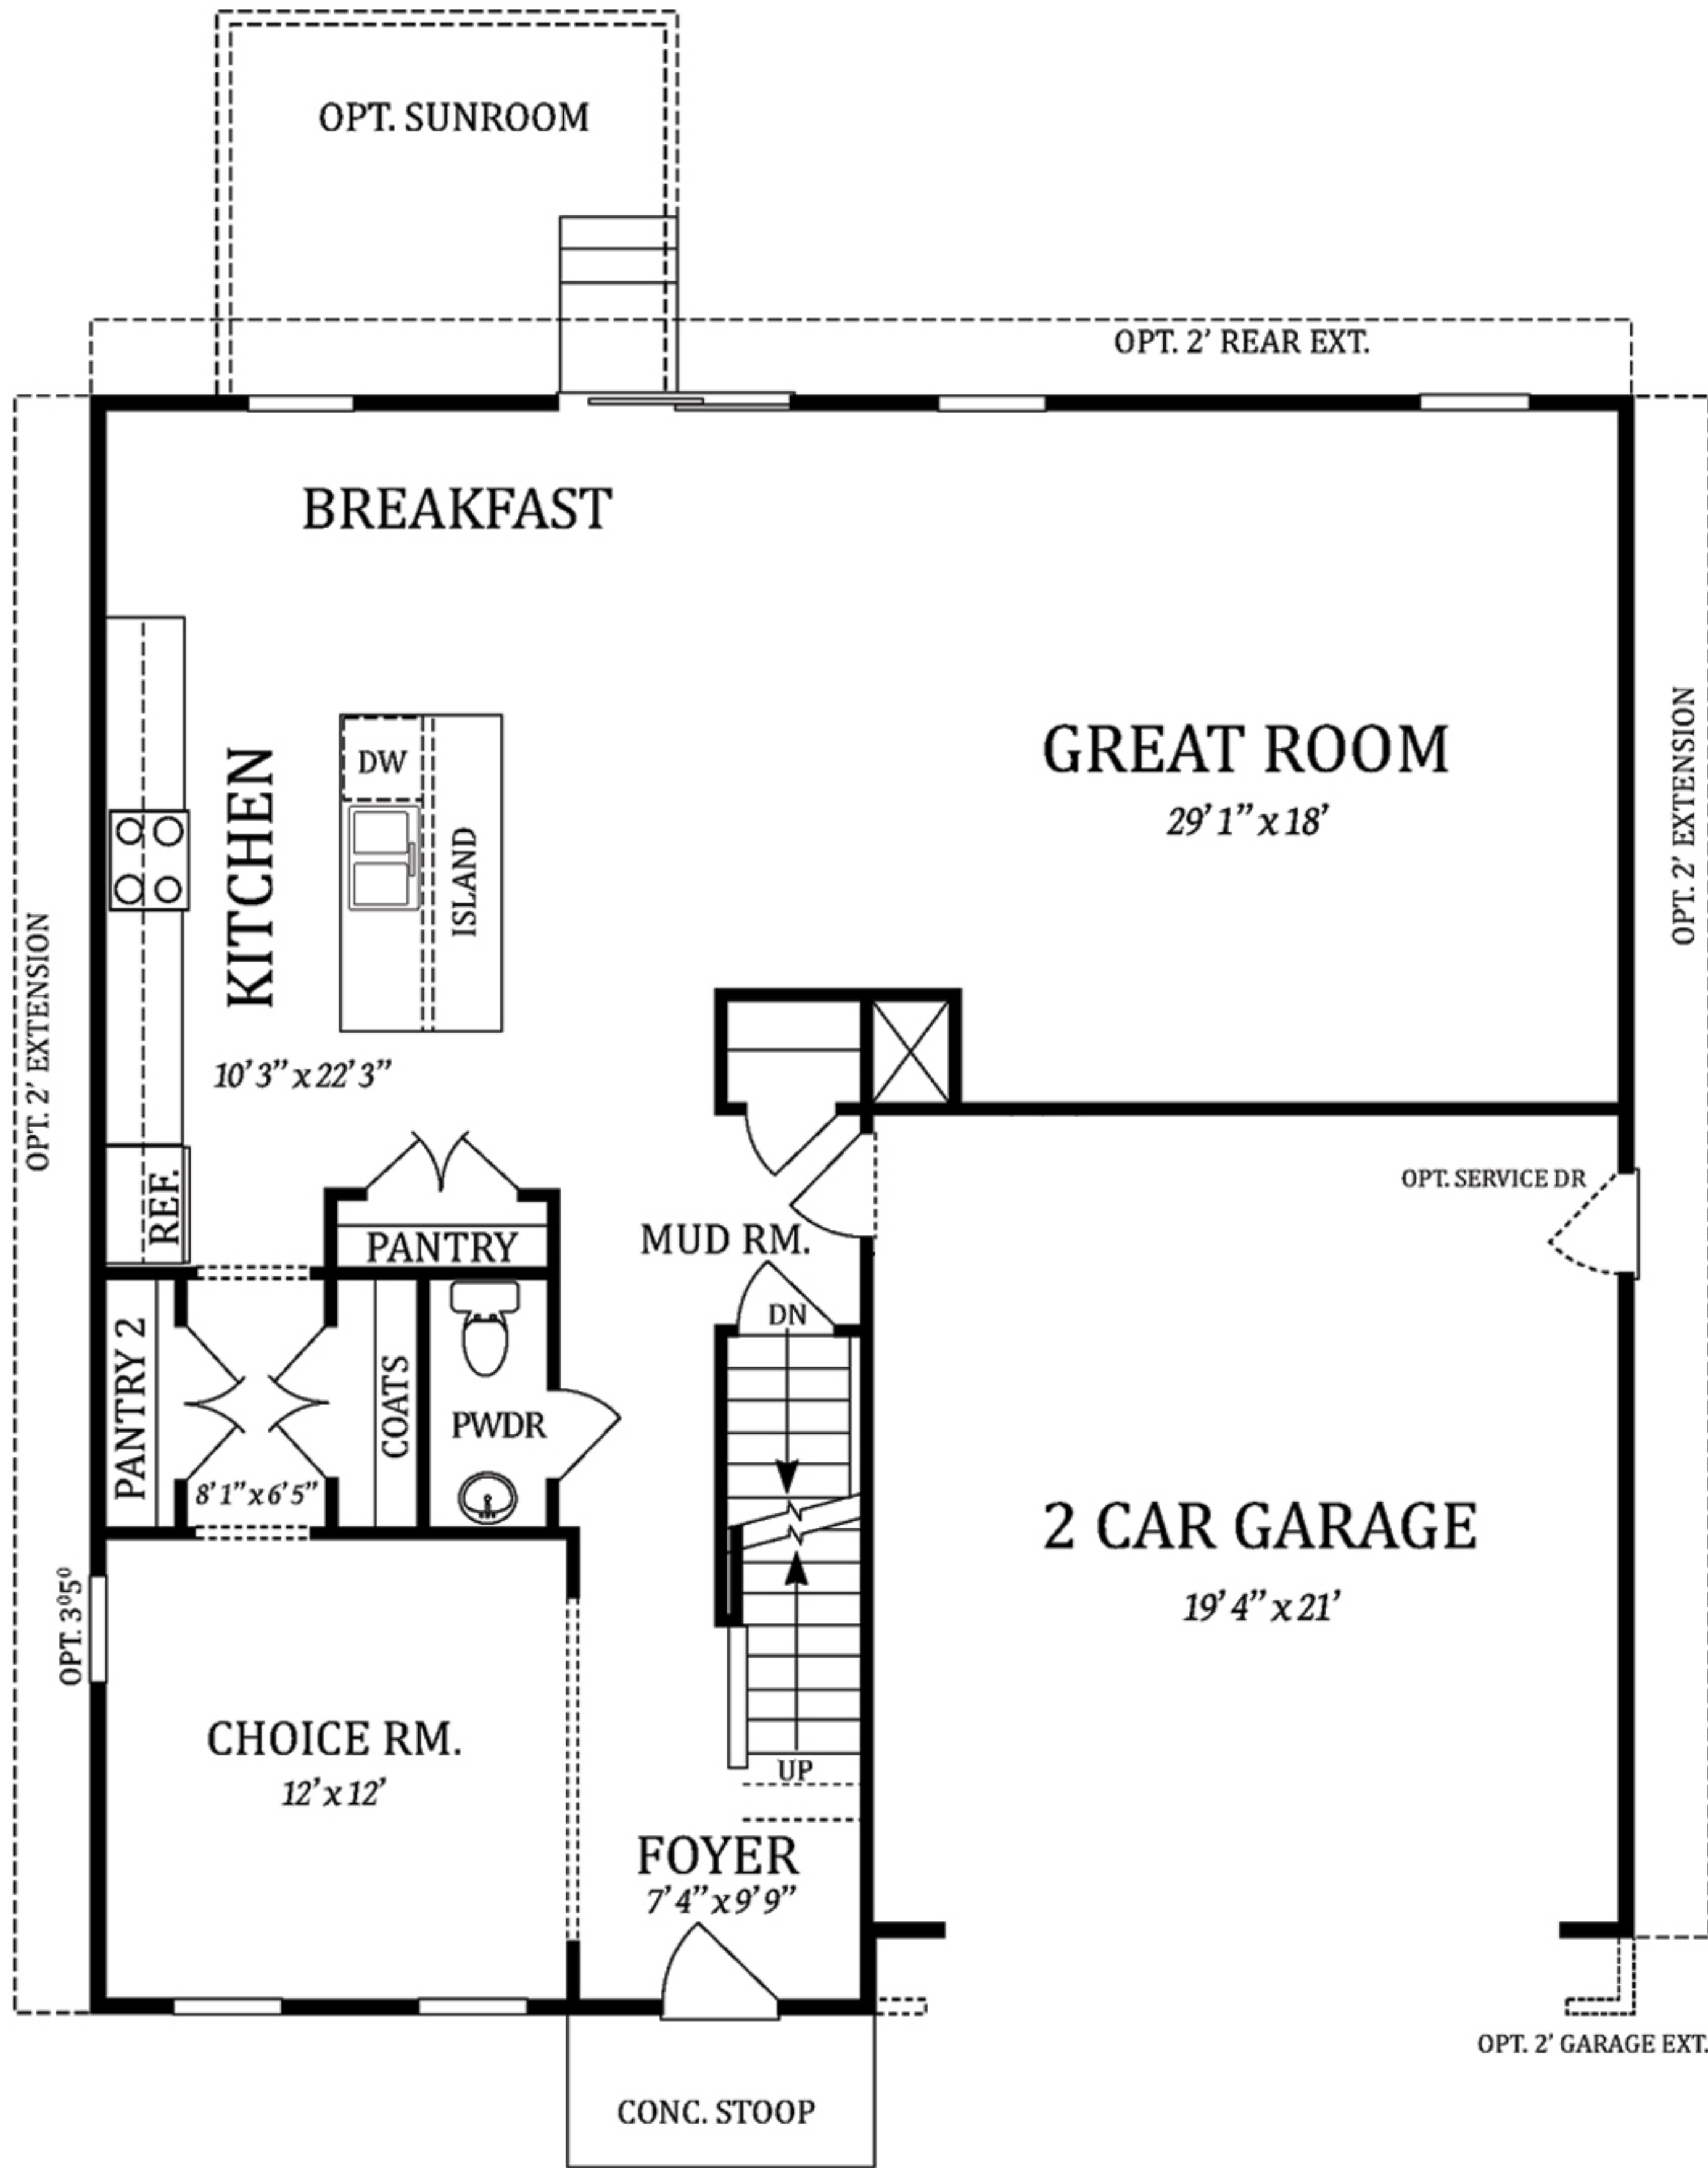 OPT. SUNROOM
OPT. 2' REAR EXT.
BREAKFAST
GREAT ROOM
29' 1" x 18'
DW
ISLAND
KITCHEN
10' 3" x 22' 3"
OPT. 2' EXTENSION
OPT. 2' EXTENSION
REF.
PANTRY
MUD RM.
OPT. SERVICE DR
PANTRY 2
COATS
PWDR
DN
8' 1" x 6' 5"
2 CAR GARAGE
19' 4" x 21'
OPT. 3⁰5⁰
CHOICE RM.
12' x 12'
UP
FOYER
7' 4" x 9' 9"
OPT. 2' GARAGE EXT.
CONC. STOOP